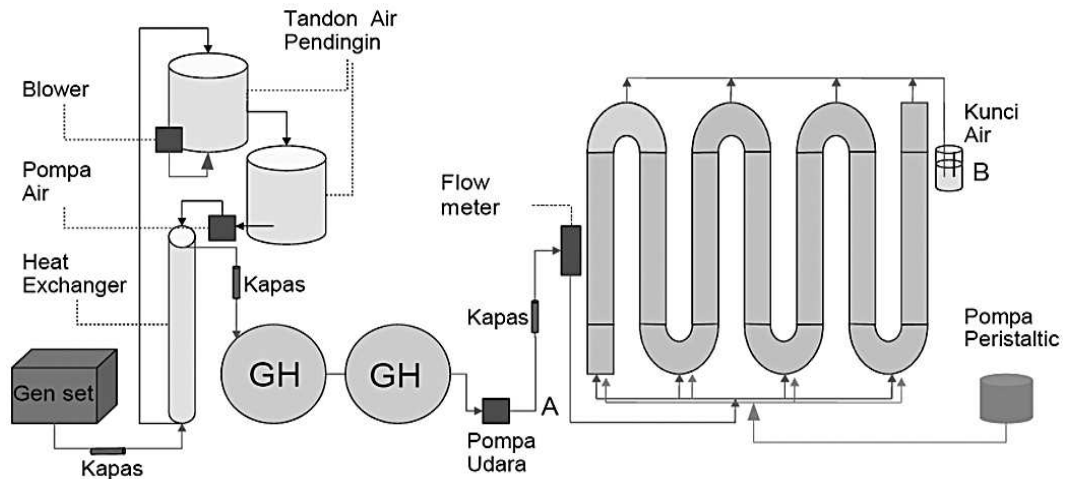 Tandon Air
Pendingin
Blower
Pompa
Air
Heat
Exchanger
Gen set
Kapas
Kapas
GH
GH
Pompa
Udara
A
Kapas
Flow
meter
Kunci
Air
B
Pompa
Peristaltic